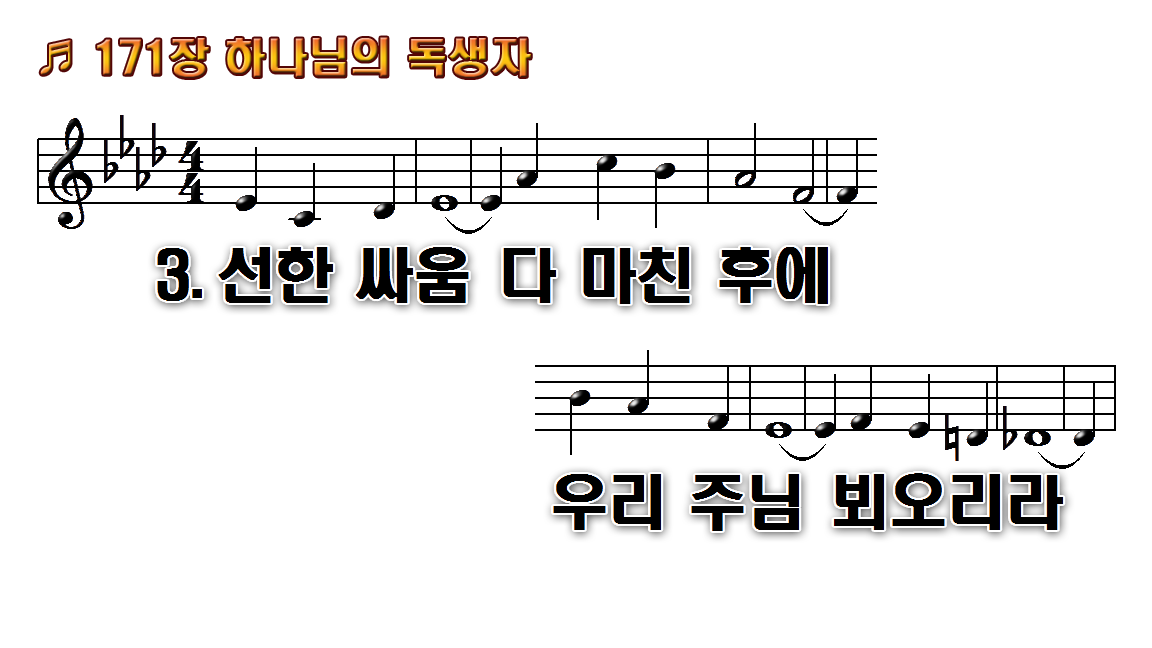 171장 하나님의 독생자
3. 선한 싸움 다 마친 후에
우리 주님 뵈오리라